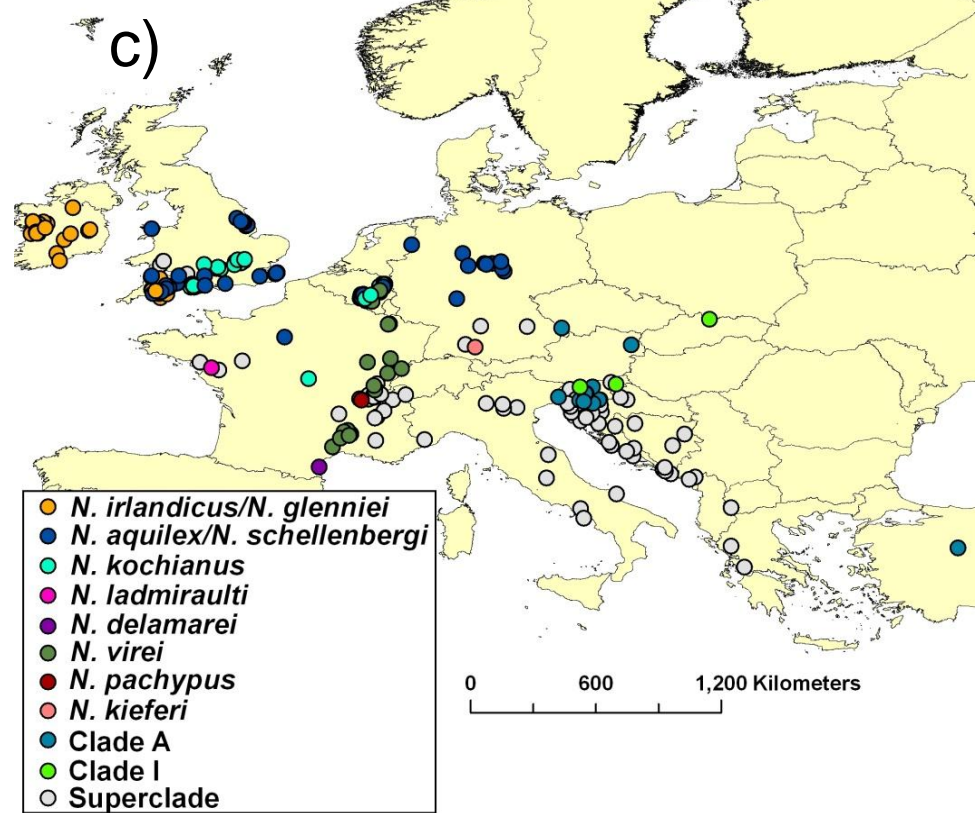 c)
N. irlandicus/N. glenniei
N. aquilex/N. schellenbergi
N. kochianus
N. ladmiraulti
N. delamarei
N. virei
N. pachypus
N. kieferi
Clade A
Clade I
Superclade
0 600 1,200 Kilometers